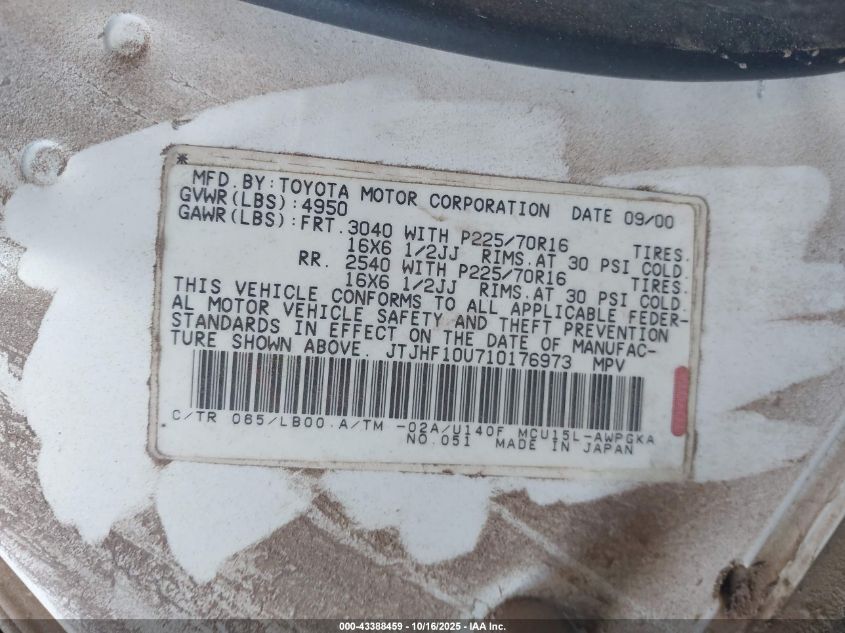 *
MFD.BY:TOYOTA MOTOR CORPORATION DATE 09/00
GVWR(LBS):4950
GAWR(LBS):FRT.3040 WITH P225/70R16 TIRES.
16X6 1/2JJ RIMS.AT 30 PSI COLD.
RR. 2540 WITH P225/70R16 TIRES.
16X6 1/2JJ RIMS.AT 30 PSI COLD.
THIS VEHICLE CONFORMS TO ALL APPLICABLE FEDER-
AL MOTOR VEHICLE SAFETY AND THEFT PREVENTION
STANDARDS IN EFFECT ON THE DATE OF MANUFAC-
TURE SHOWN ABOVE. JTJHF10U710176973 MPV
C/TR 065/LB00.A/TM -02A/U140F MCU15L-AWPGKA
NO.051 MADE IN JAPAN
000-43388459 - 10/16/2025 - IAA Inc.